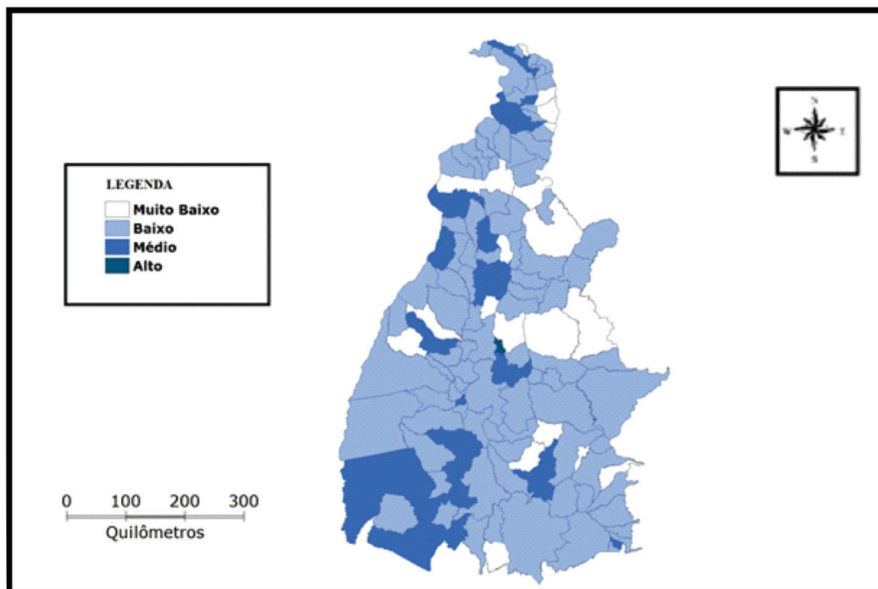 N
W E
S
LEGENDA
Muito Baixo
Baixo
Médio
Alto
0 100 200 300
Quilômetros